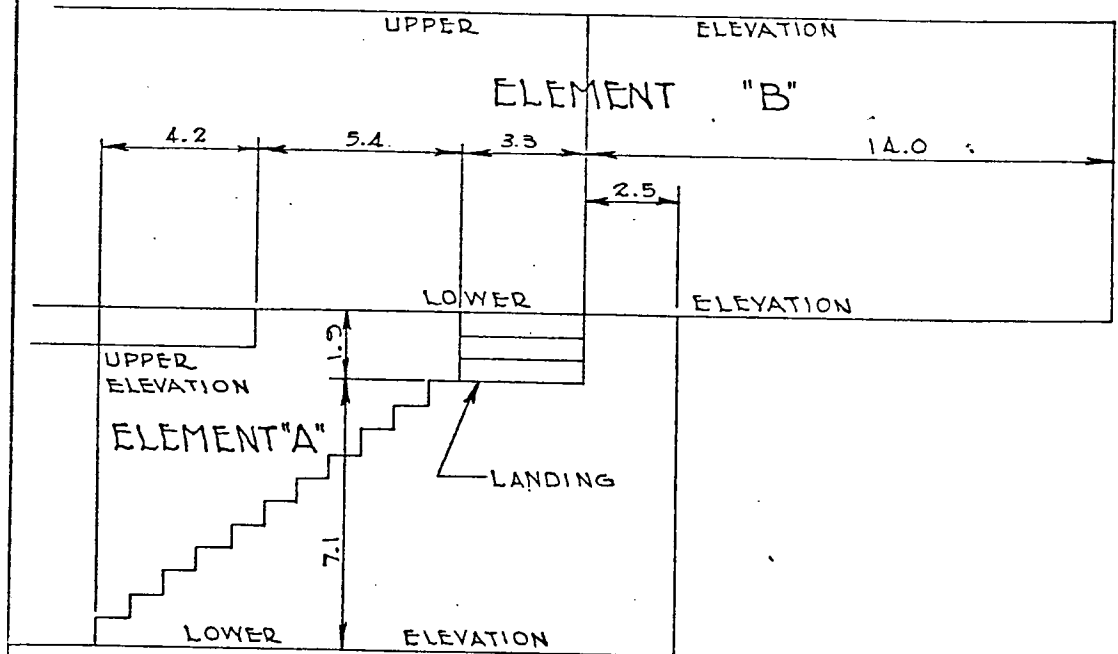 UPPER ELEVATION
ELEMENT "B"
4.2 5.4 3.3 14.0
2.5
LOWER ELEVATION
1.9
UPPER
ELEVATION
ELEMENT "A"
LANDING
7.1
LOWER ELEVATION